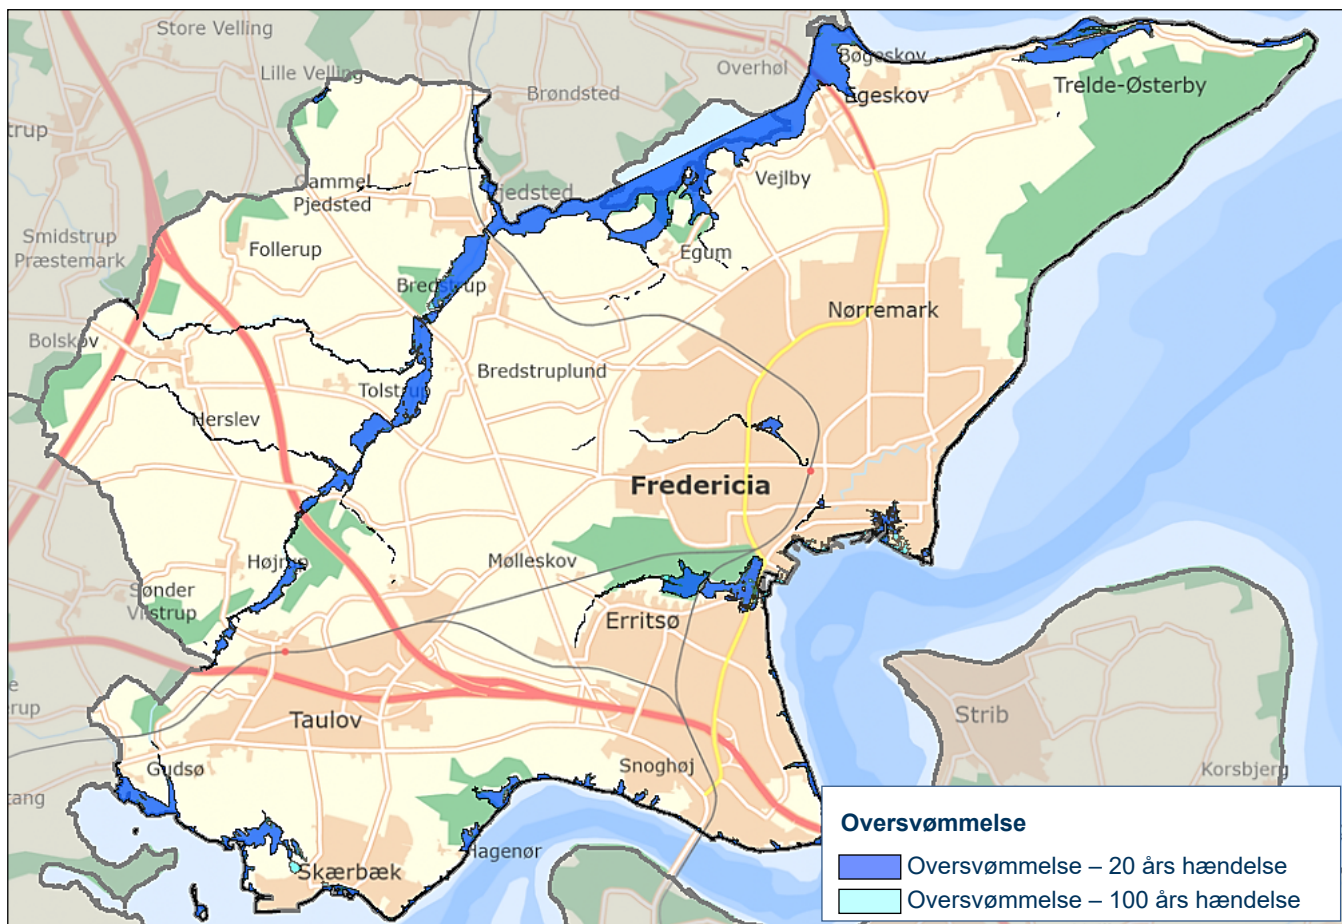 Store Velling
Lille Velling
Overhøl
Bøgeskov
Brøndsted
Egeskov
Trelde-Østerby
trup
Gammel
Pjedsted
Pjedsted
Vejlby
Smidstrup
Præstemark
Follerup
Egum
Bredstrup
Nørremark
Bolskov
Bredstruplund
Tolstrup
Herslev
Fredericia
Højrup
Mølleskov
Sønder
Vilstrup
Erritsø
Taulov
Strib
Gudsø
Snoghøj
Korsbjerg
Hagenør
Skærbæk
Oversvømmelse
Oversvømmelse – 20 års hændelse
Oversvømmelse – 100 års hændelse